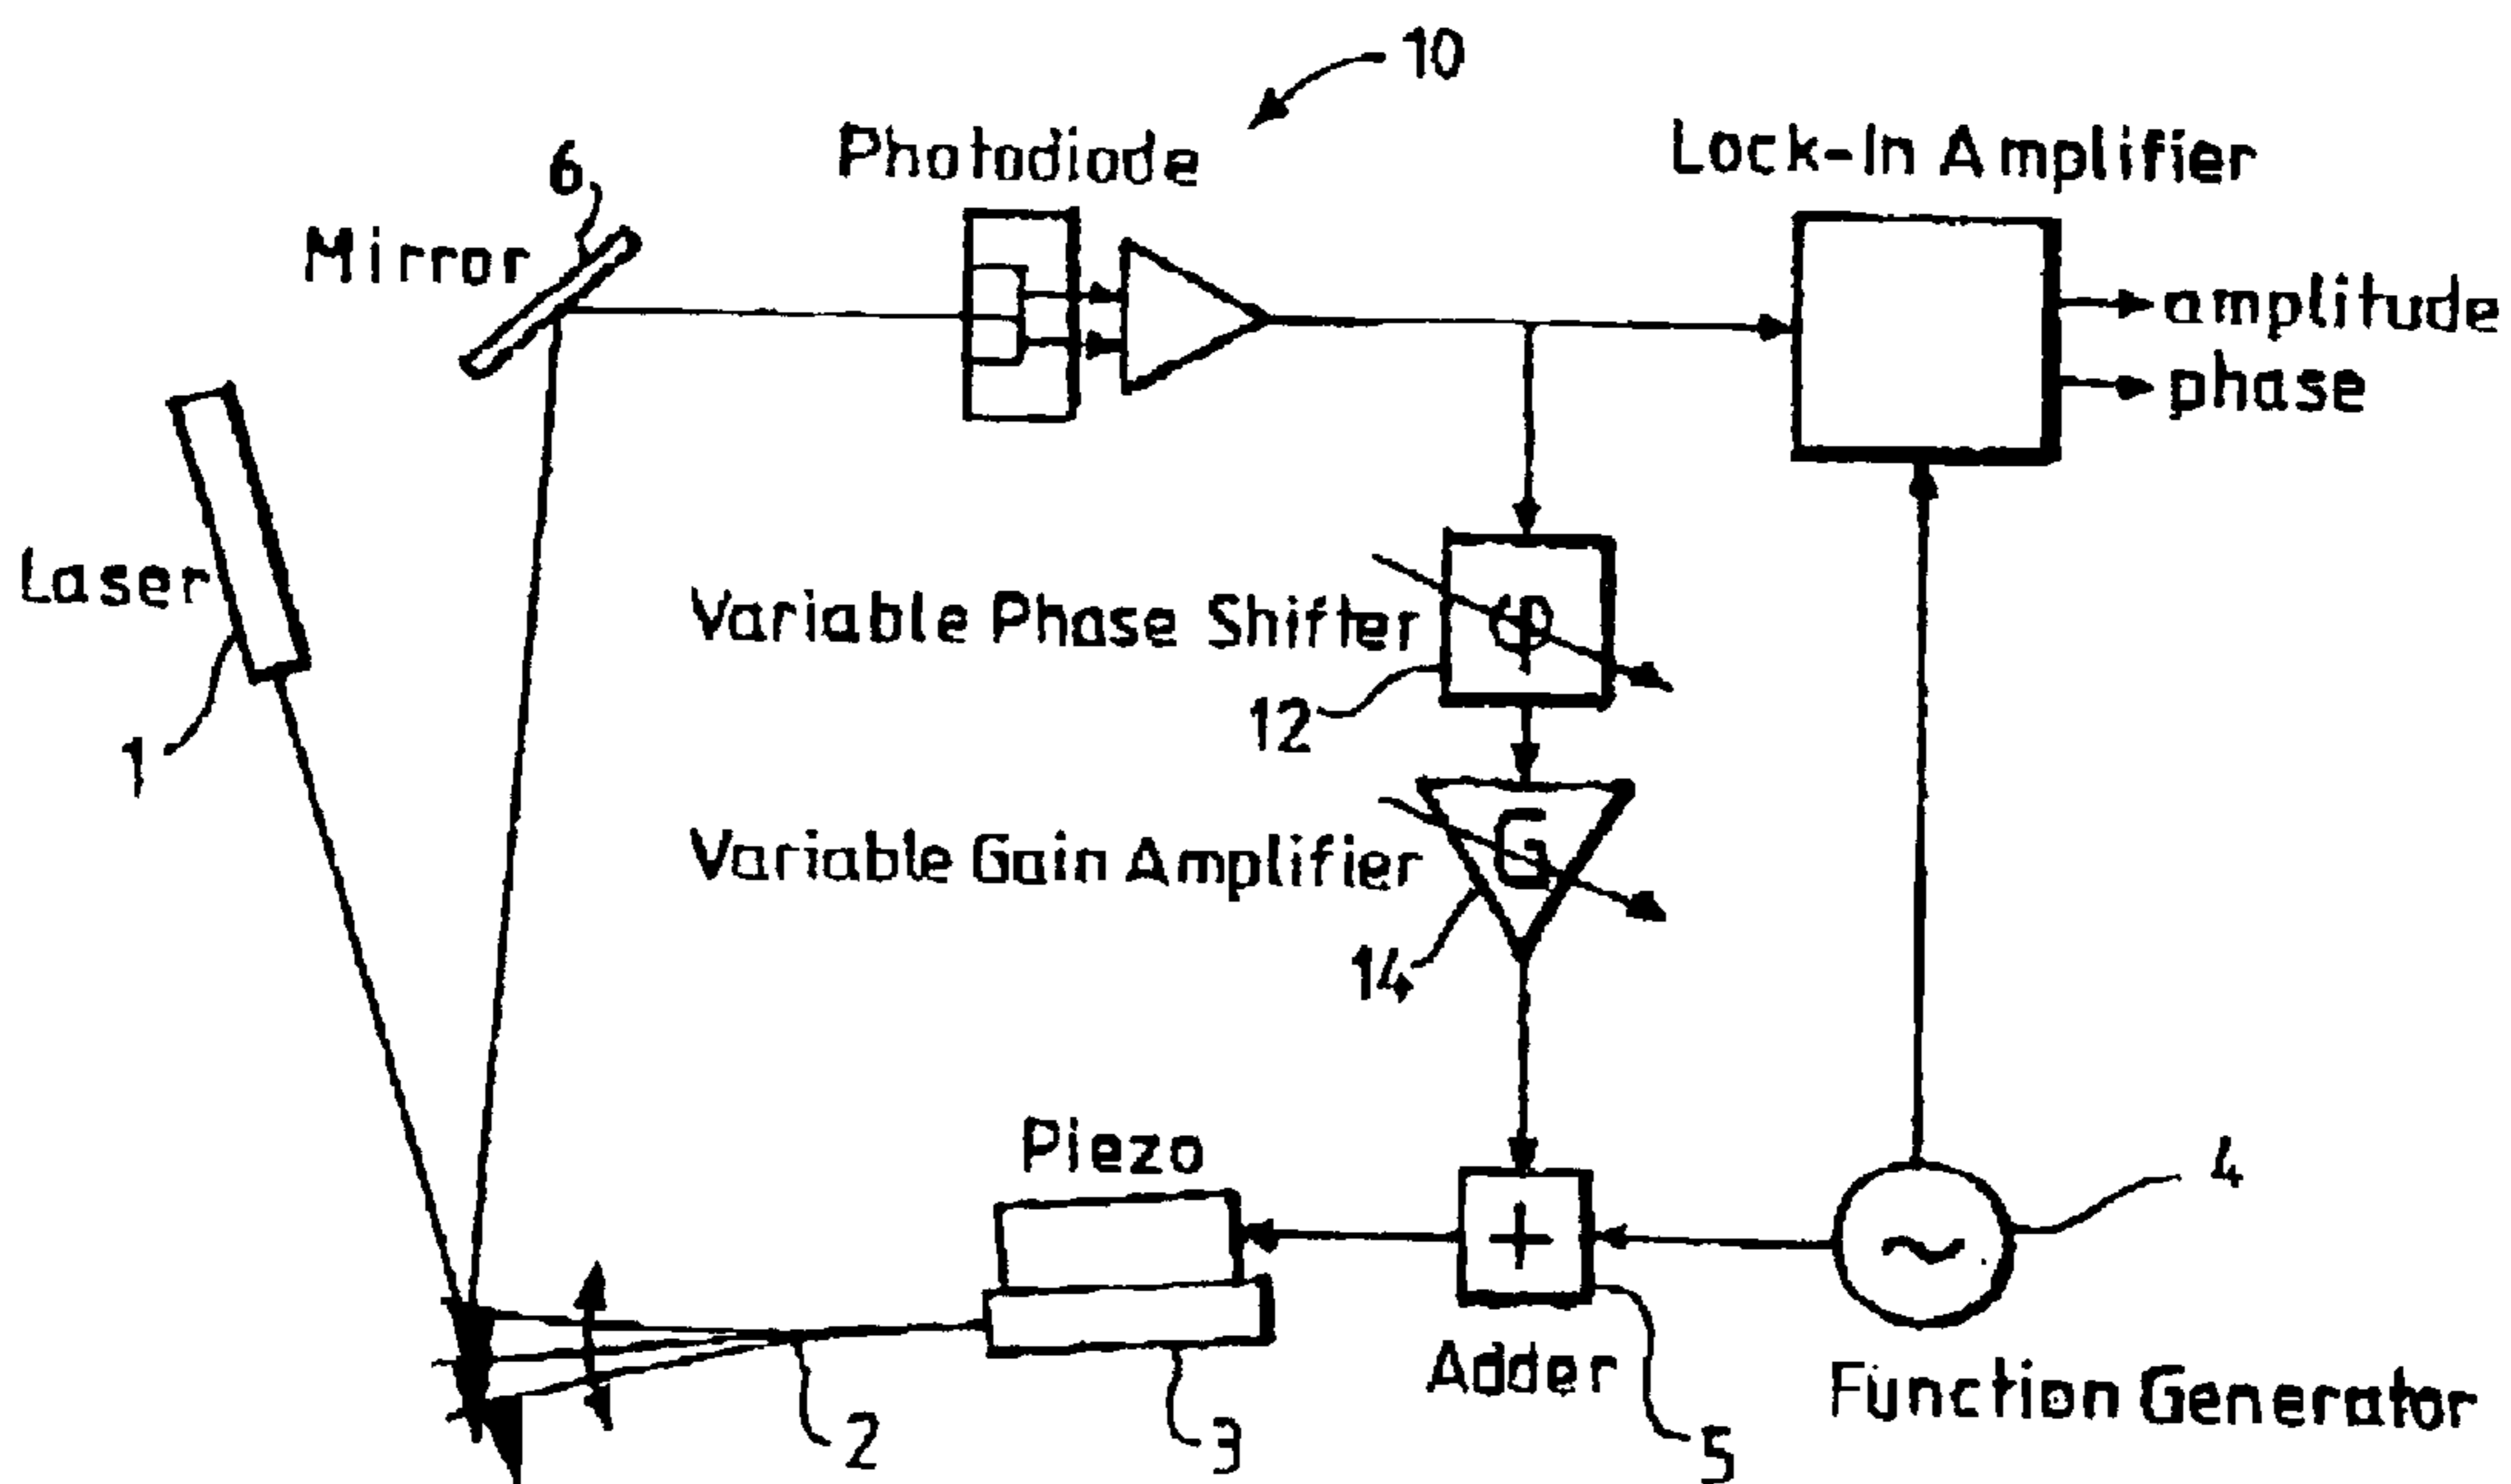 10
Photodiode
Lock-In Amplifier
6
Mirror
amplitude
phase
Laser
Variable Phase Shifter
φ
12
1
Variable Gain Amplifier
G
14
Piezo
4
+
~
Adder
Function Generator
2
3
5